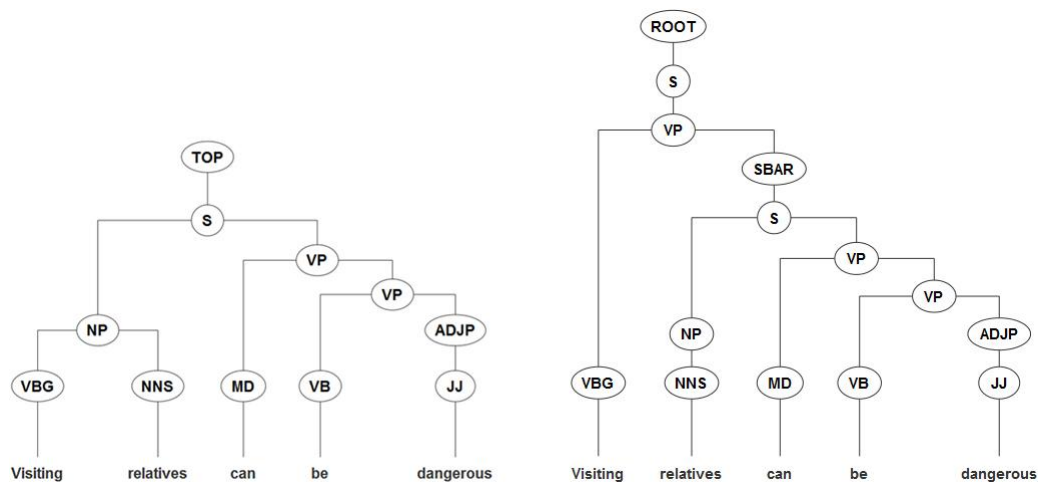 ROOT
S
VP
TOP
SBAR
S
S
VP
VP
VP
VP
NP
ADJP
NP
ADJP
VBG
NNS
MD
VB
JJ
VBG
NNS
MD
VB
JJ
Visiting relatives can be dangerous
Visiting relatives can be dangerous